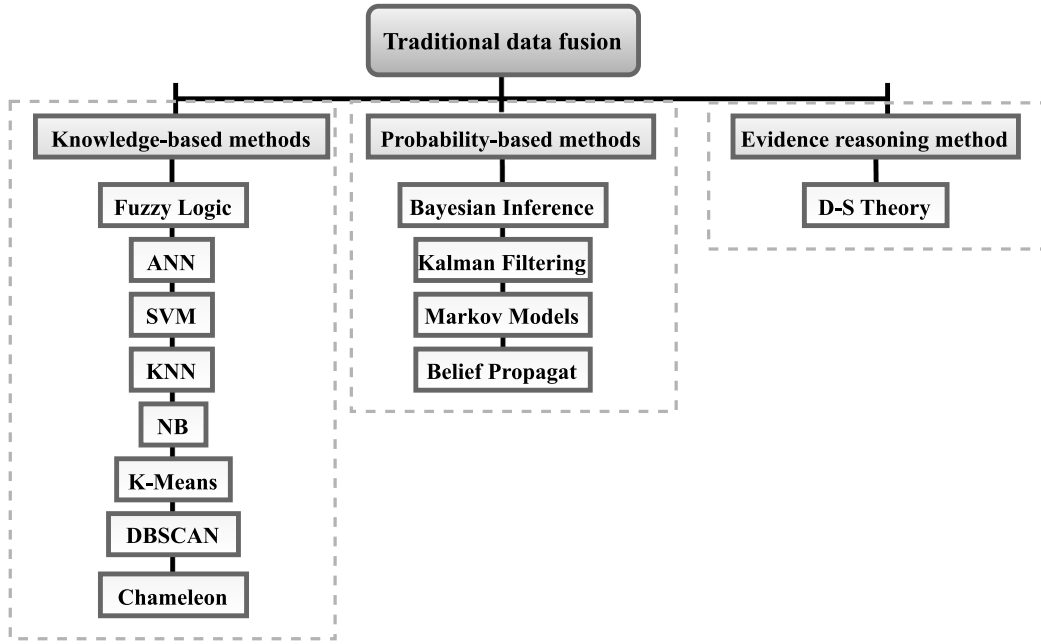 Traditional data fusion
Knowledge-based methods
Fuzzy Logic
ANN
SVM
KNN
NB
K-Means
DBSCAN
Chameleon
Probability-based methods
Bayesian Inference
Kalman Filtering
Markov Models
Belief Propagat
Evidence reasoning method
D-S Theory